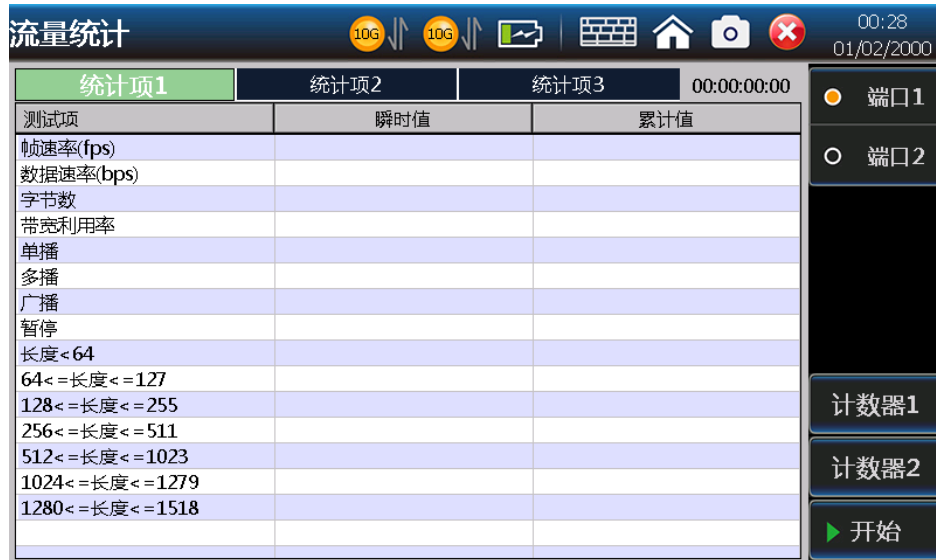 流量统计
10G
10G
00:28
01/02/2000
统计项1
统计项2
统计项3
00:00:00:00
端口1
端口2
测试项
瞬时值
累计值
帧速率(fps)
数据速率(bps)
字节数
带宽利用率
单播
多播
广播
暂停
长度<64
64<=长度<=127
128<=长度<=255
256<=长度<=511
512<=长度<=1023
1024<=长度<=1279
1280<=长度<=1518
计数器1
计数器2
开始